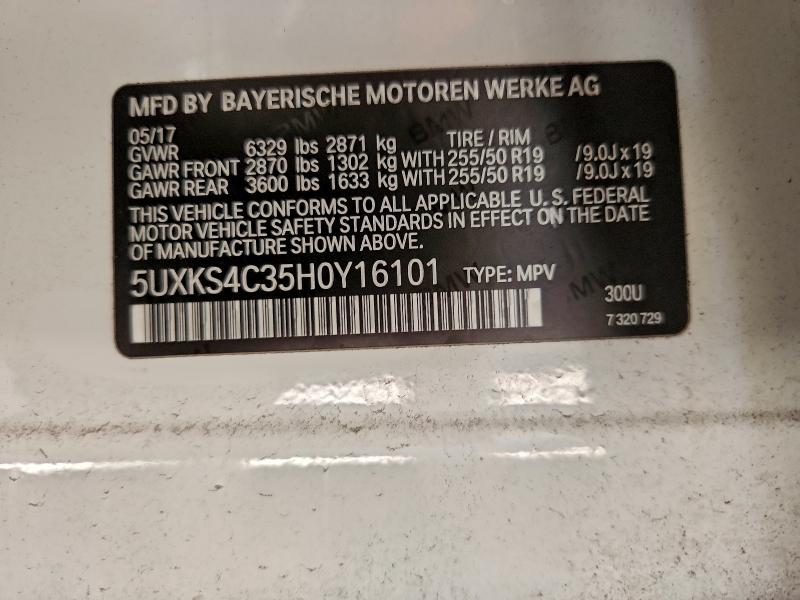 MFD BY BAYERISCHE MOTOREN WERKE AG
05/17 TIRE / RIM
GVWR 6329 lbs 2871 kg
GAWR FRONT 2870 lbs 1302 kg WITH 255/50 R19 /9.0J x 19
GAWR REAR 3600 lbs 1633 kg WITH 255/50 R19 /9.0J x 19
THIS VEHICLE CONFORMS TO ALL APPLICABLE U. S. FEDERAL
MOTOR VEHICLE SAFETY STANDARDS IN EFFECT ON THE DATE
OF MANUFACTURE SHOWN ABOVE.
5UXKS4C35H0Y16101 TYPE: MPV
300U
7 320 729